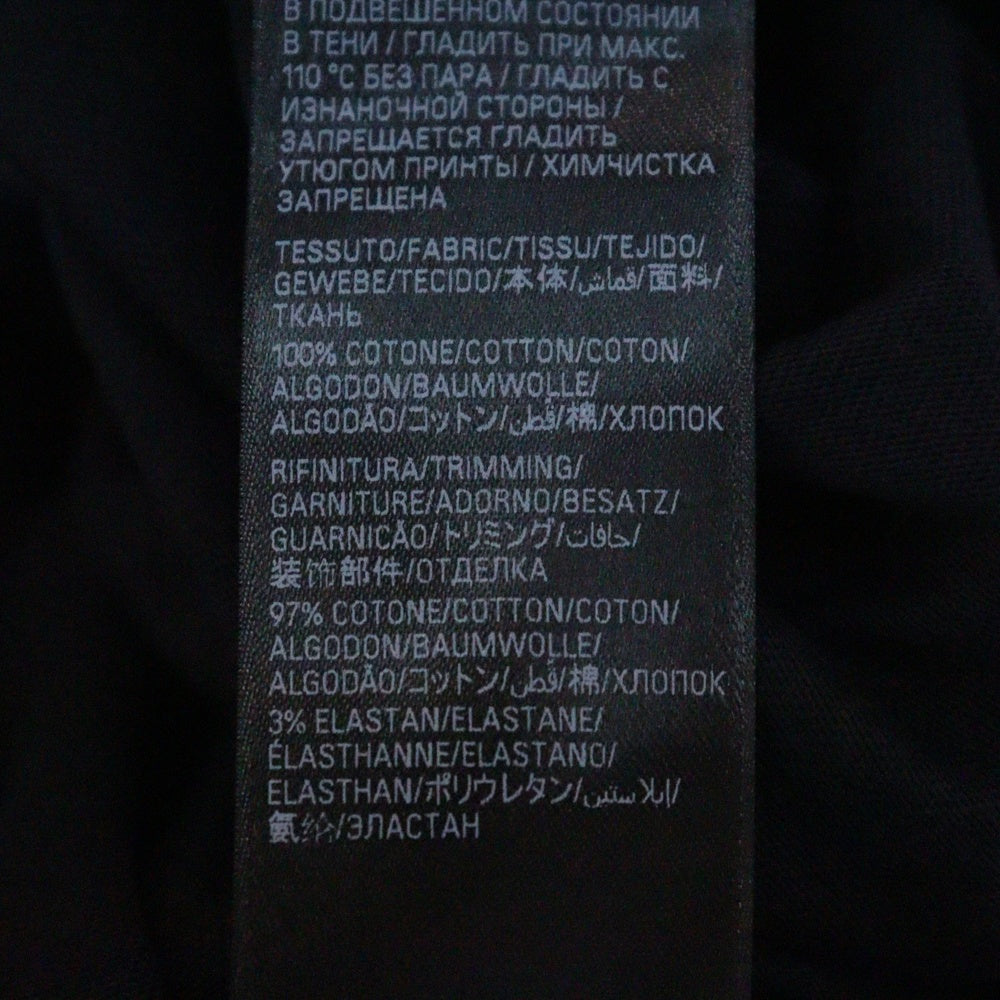 В ПОДВЕШЕННОМ СОСТОЯНИИ
В ТЕНИ / ГЛАДИТЬ ПРИ МАКС.
110 °C БЕЗ ПАРА / ГЛАДИТЬ С
ИЗНАНОЧНОЙ СТОРОНЫ /
ЗАПРЕЩАЕТСЯ ГЛАДИТЬ
УТЮГОМ ПРИНТЫ / ХИМЧИСТКА
ЗАПРЕЩЕНА
TESSUTO/FABRIC/TISSU/TEJIDO/
GEWEBE/TECIDO/本体/قماش/面料/
ТКАНЬ
100% COTONE/COTTON/COTON/
ALGODON/BAUMWOLLE/
ALGODÃO/コットン/قطن/棉/ХЛОПОК
RIFINITURA/TRIMMING/
GARNITURE/ADORNO/BESATZ/
GUARNICÃO/トリミング/حافات/
装饰部件/ОТДЕЛКА
97% COTONE/COTTON/COTON/
ALGODON/BAUMWOLLE/
ALGODÃO/コットン/قطن/棉/ХЛОПОК
3% ELASTAN/ELASTANE/
ÉLASTHANNE/ELASTANO/
ELASTHAN/ポリウレタン/إيلاستين/
氨纶/ЭЛАСТАН